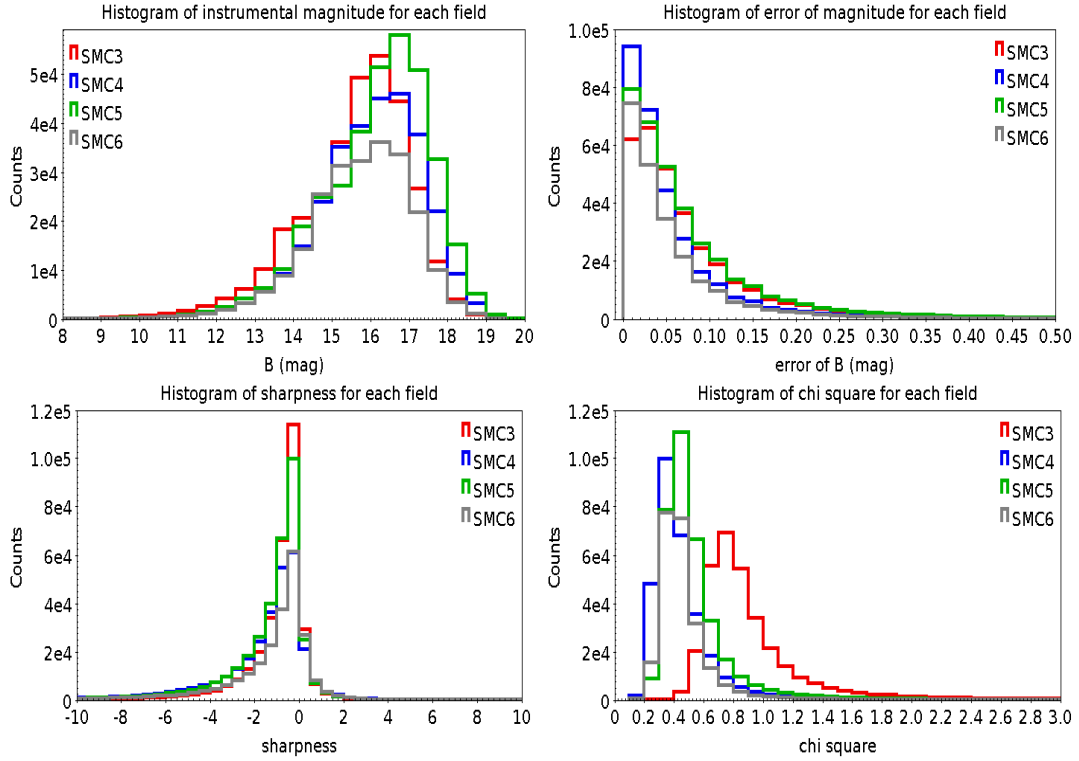 Histogram of instrumental magnitude for each field
SMC3
SMC4
SMC5
SMC6
5e4
4e4
3e4
2e4
1e4
0
Counts
8 9 10 11 12 13 14 15 16 17 18 19 20
B (mag)
Histogram of error of magnitude for each field
SMC3
SMC4
SMC5
SMC6
1.0e5
8e4
6e4
4e4
2e4
0
Counts
0 0.05 0.10 0.15 0.20 0.25 0.30 0.35 0.40 0.45 0.50
error of B (mag)
Histogram of sharpness for each field
SMC3
SMC4
SMC5
SMC6
1.2e5
1.0e5
8e4
6e4
4e4
2e4
0
Counts
-10 -8 -6 -4 -2 0 2 4 6 8 10
sharpness
Histogram of chi square for each field
SMC3
SMC4
SMC5
SMC6
1.2e5
1.0e5
8e4
6e4
4e4
2e4
0
Counts
0 0.2 0.4 0.6 0.8 1.0 1.2 1.4 1.6 1.8 2.0 2.2 2.4 2.6 2.8 3.0
chi square